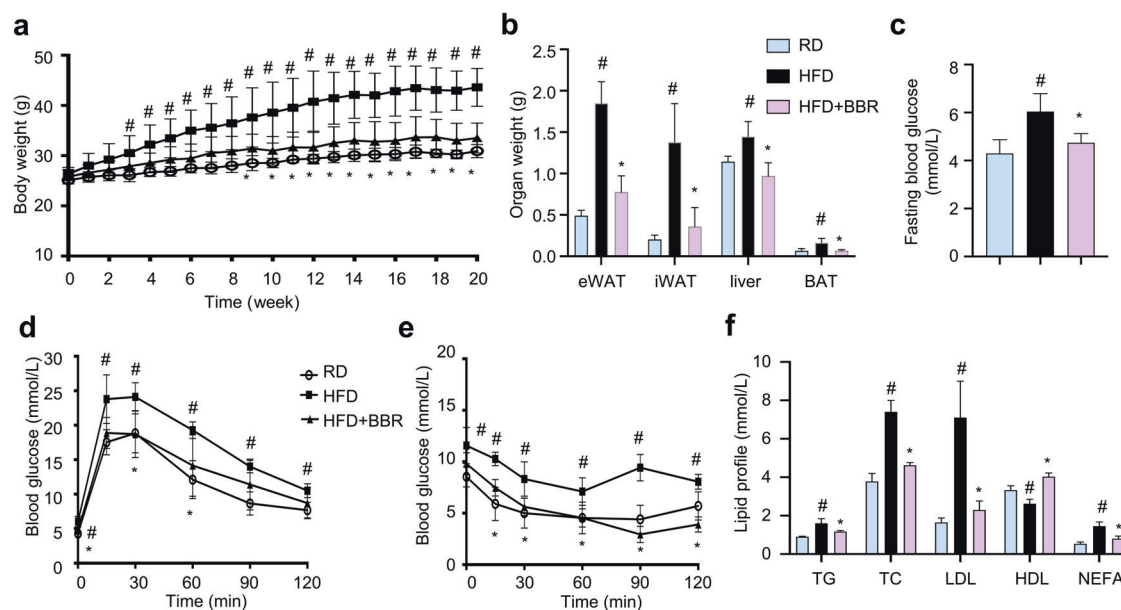 a
Body weight (g)
50
40
30
20
10
# # # # # # # # # # # # # # # # # #
* * * * * * * * * * * *
0 2 4 6 8 10 12 14 16 18 20
Time (week)
b
Organ weight (g)
2.5
2.0
1.5
1.0
0.5
0.0
# # # #
* * * *
eWAT iWAT liver BAT
RD
HFD
HFD+BBR
c
Fasting blood glucose
(mmol/L)
8
6
4
2
0
#
*
d
Blood glucose (mmol/L)
30
25
20
15
10
5
0
# # # # # #
* * *
0 30 60 90 120
Time (min)
RD
HFD
HFD+BBR
e
Blood glucose (mmol/L)
20
15
10
5
0
# # # # # #
* * * * *
0 30 60 90 120
Time (min)
f
Lipid profile (mmol/L)
10
8
6
4
2
0
# # # # #
* * * * *
TG TC LDL HDL NEFA